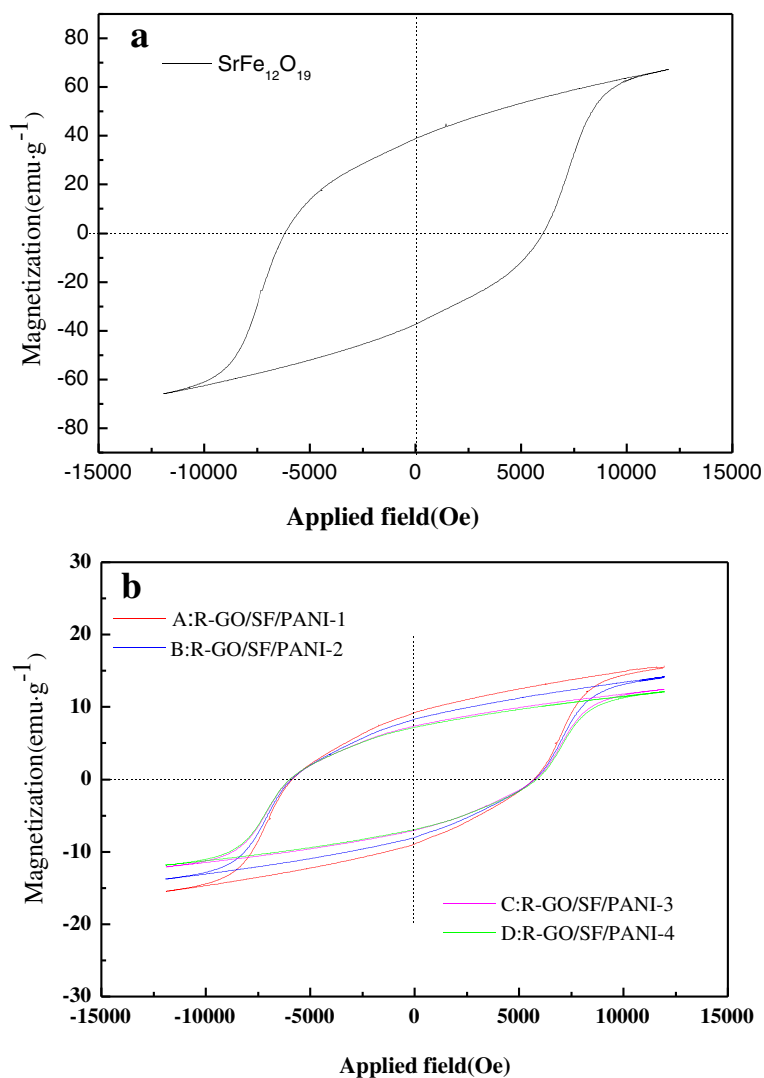 a
SrFe12O19
80
60
40
20
0
-20
-40
-60
-80
Magnetization(emu·g-1)
-15000 -10000 -5000 0 5000 10000 15000
Applied field(Oe)
b
A:R-GO/SF/PANI-1
B:R-GO/SF/PANI-2
C:R-GO/SF/PANI-3
D:R-GO/SF/PANI-4
30
20
10
0
-10
-20
-30
Magnetization(emu·g-1)
-15000 -10000 -5000 0 5000 10000 15000
Applied field(Oe)